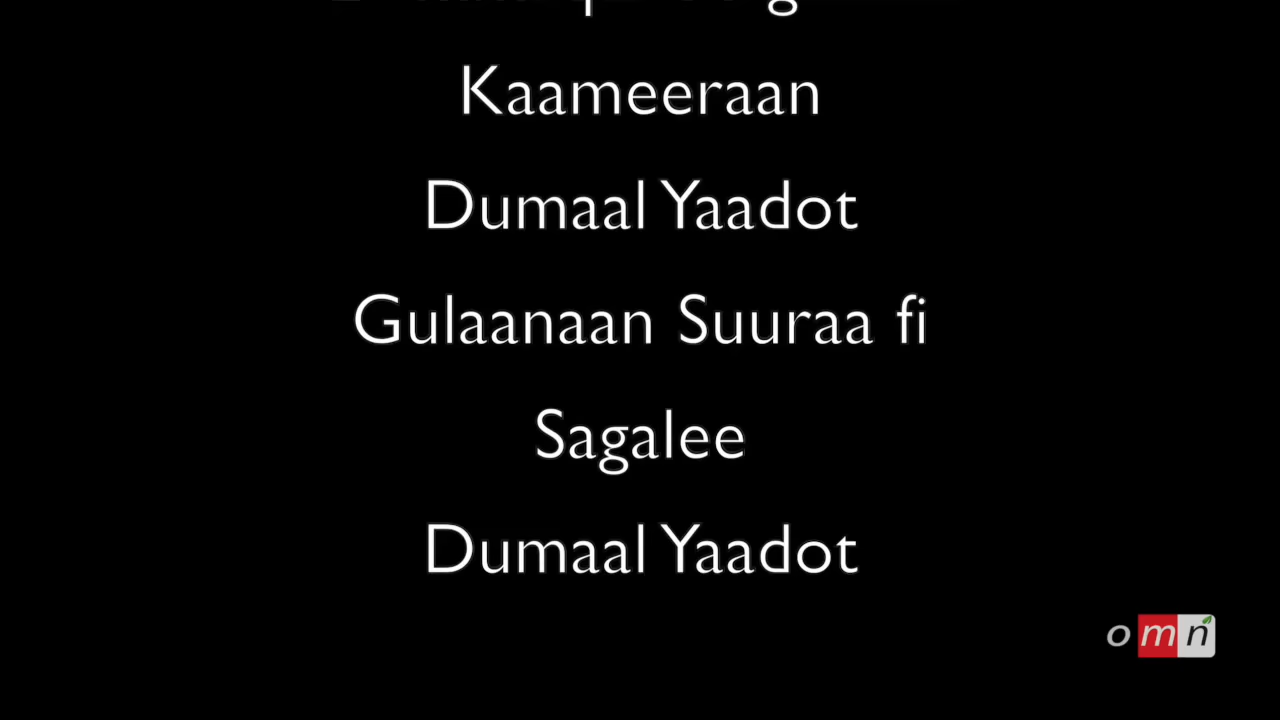 Kaameeraan
Dumaal Yaadot
Gulaanaan Suuraa fi
Sagalee
Dumaal Yaadot
omn